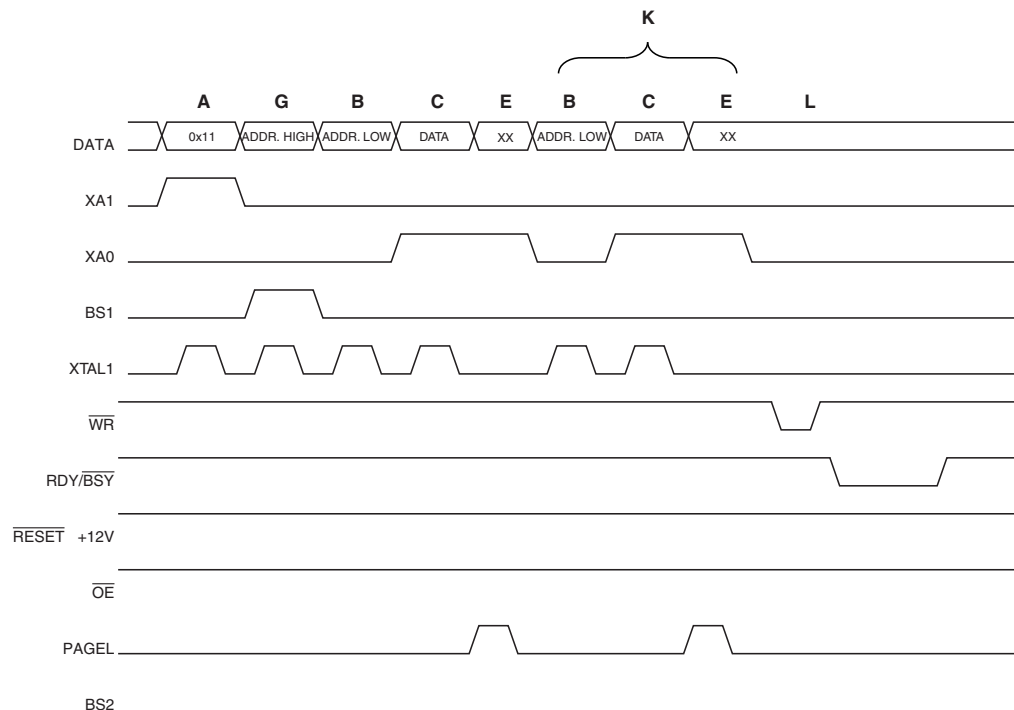 K
A G B C E B C E L
DATA 0x11 ADDR. HIGH ADDR. LOW DATA XX ADDR. LOW DATA XX
XA1
XA0
BS1
XTAL1
WR
RDY/BSY
RESET +12V
OE
PAGEL
BS2